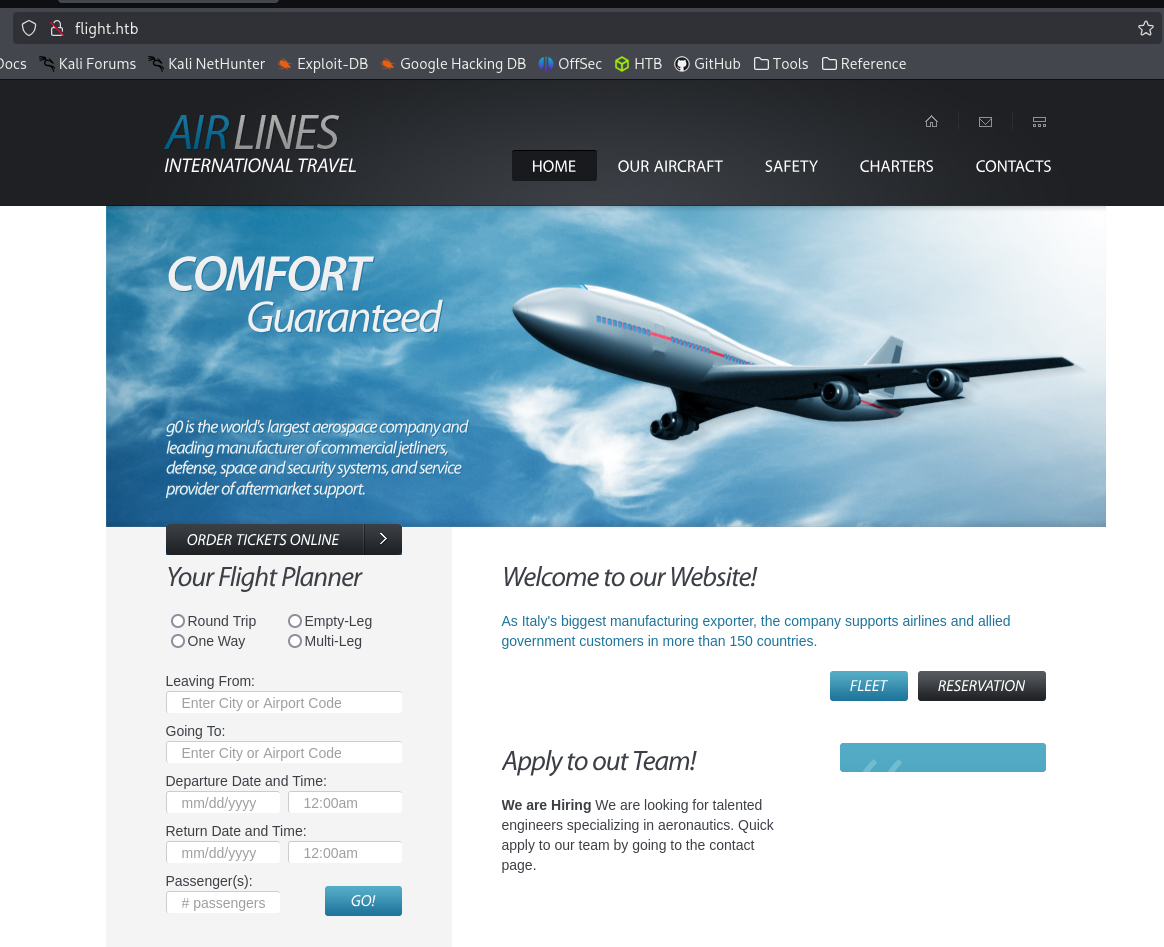 flight.htb
Docs Kali Forums Kali NetHunter Exploit-DB Google Hacking DB OffSec HTB GitHub Tools Reference
AIR LINES
INTERNATIONAL TRAVEL
HOME OUR AIRCRAFT SAFETY CHARTERS CONTACTS
COMFORT
Guaranteed
g0 is the world's largest aerospace company and
leading manufacturer of commercial jetliners,
defense, space and security systems, and service
provider of aftermarket support.
ORDER TICKETS ONLINE
Your Flight Planner
Round Trip Empty-Leg
One Way Multi-Leg
Leaving From:
Enter City or Airport Code
Going To:
Enter City or Airport Code
Departure Date and Time:
mm/dd/yyyy 12:00am
Return Date and Time:
mm/dd/yyyy 12:00am
Passenger(s):
# passengers GO!
Welcome to our Website!
As Italy's biggest manufacturing exporter, the company supports airlines and allied
government customers in more than 150 countries.
FLEET RESERVATION
Apply to out Team!
We are Hiring We are looking for talented
engineers specializing in aeronautics. Quick
apply to our team by going to the contact
page.